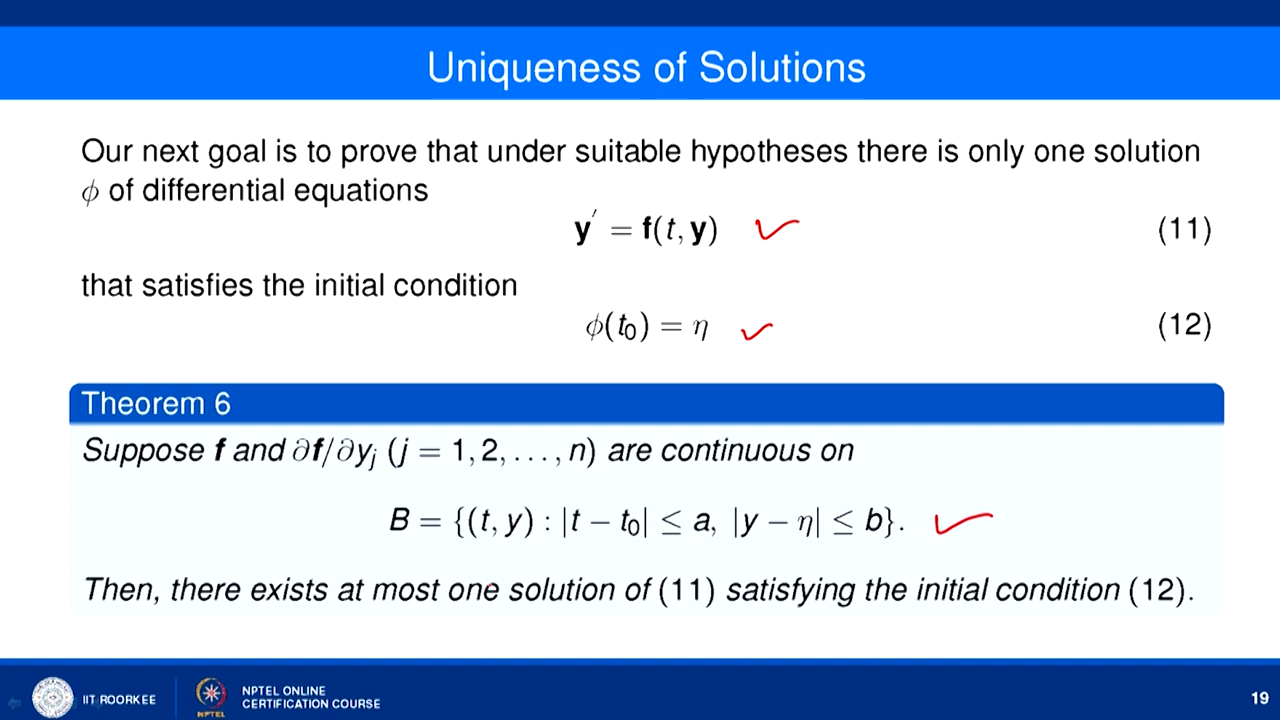 Uniqueness of Solutions
Our next goal is to prove that under suitable hypotheses there is only one solution
ϕ of differential equations
y′ = f(t, y) (11)
that satisfies the initial condition
ϕ(t₀) = η (12)
Theorem 6
Suppose f and ∂f/∂yⱼ (j = 1, 2, . . . , n) are continuous on
B = {(t, y) : |t − t₀| ≤ a, |y − η| ≤ b}.
Then, there exists at most one solution of (11) satisfying the initial condition (12).
IIT ROORKEE
NPTEL
NPTEL ONLINE
CERTIFICATION COURSE
19